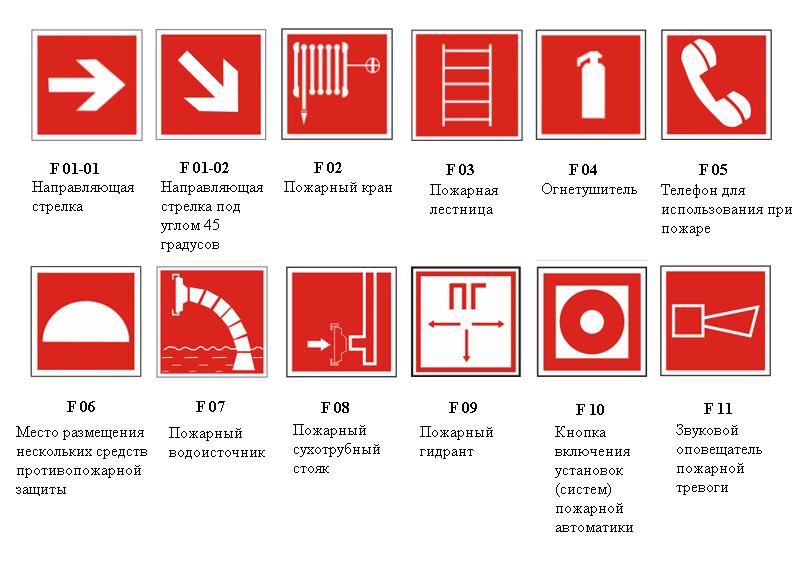 F 01-01
Направляющая
стрелка
F 01-02
Направляющая
стрелка под
углом 45
градусов
F 02
Пожарный кран
F 03
Пожарная
лестница
F 04
Огнетушитель
F 05
Телефон для
использования при
пожаре
F 06
Место размещения
нескольких средств
противопожарной
защиты
F 07
Пожарный
водоисточник
F 08
Пожарный
сухотрубный
стояк
ПГ
F 09
Пожарный
гидрант
F 10
Кнопка
включения
установок
(систем)
пожарной
автоматики
F 11
Звуковой
оповещатель
пожарной
тревоги